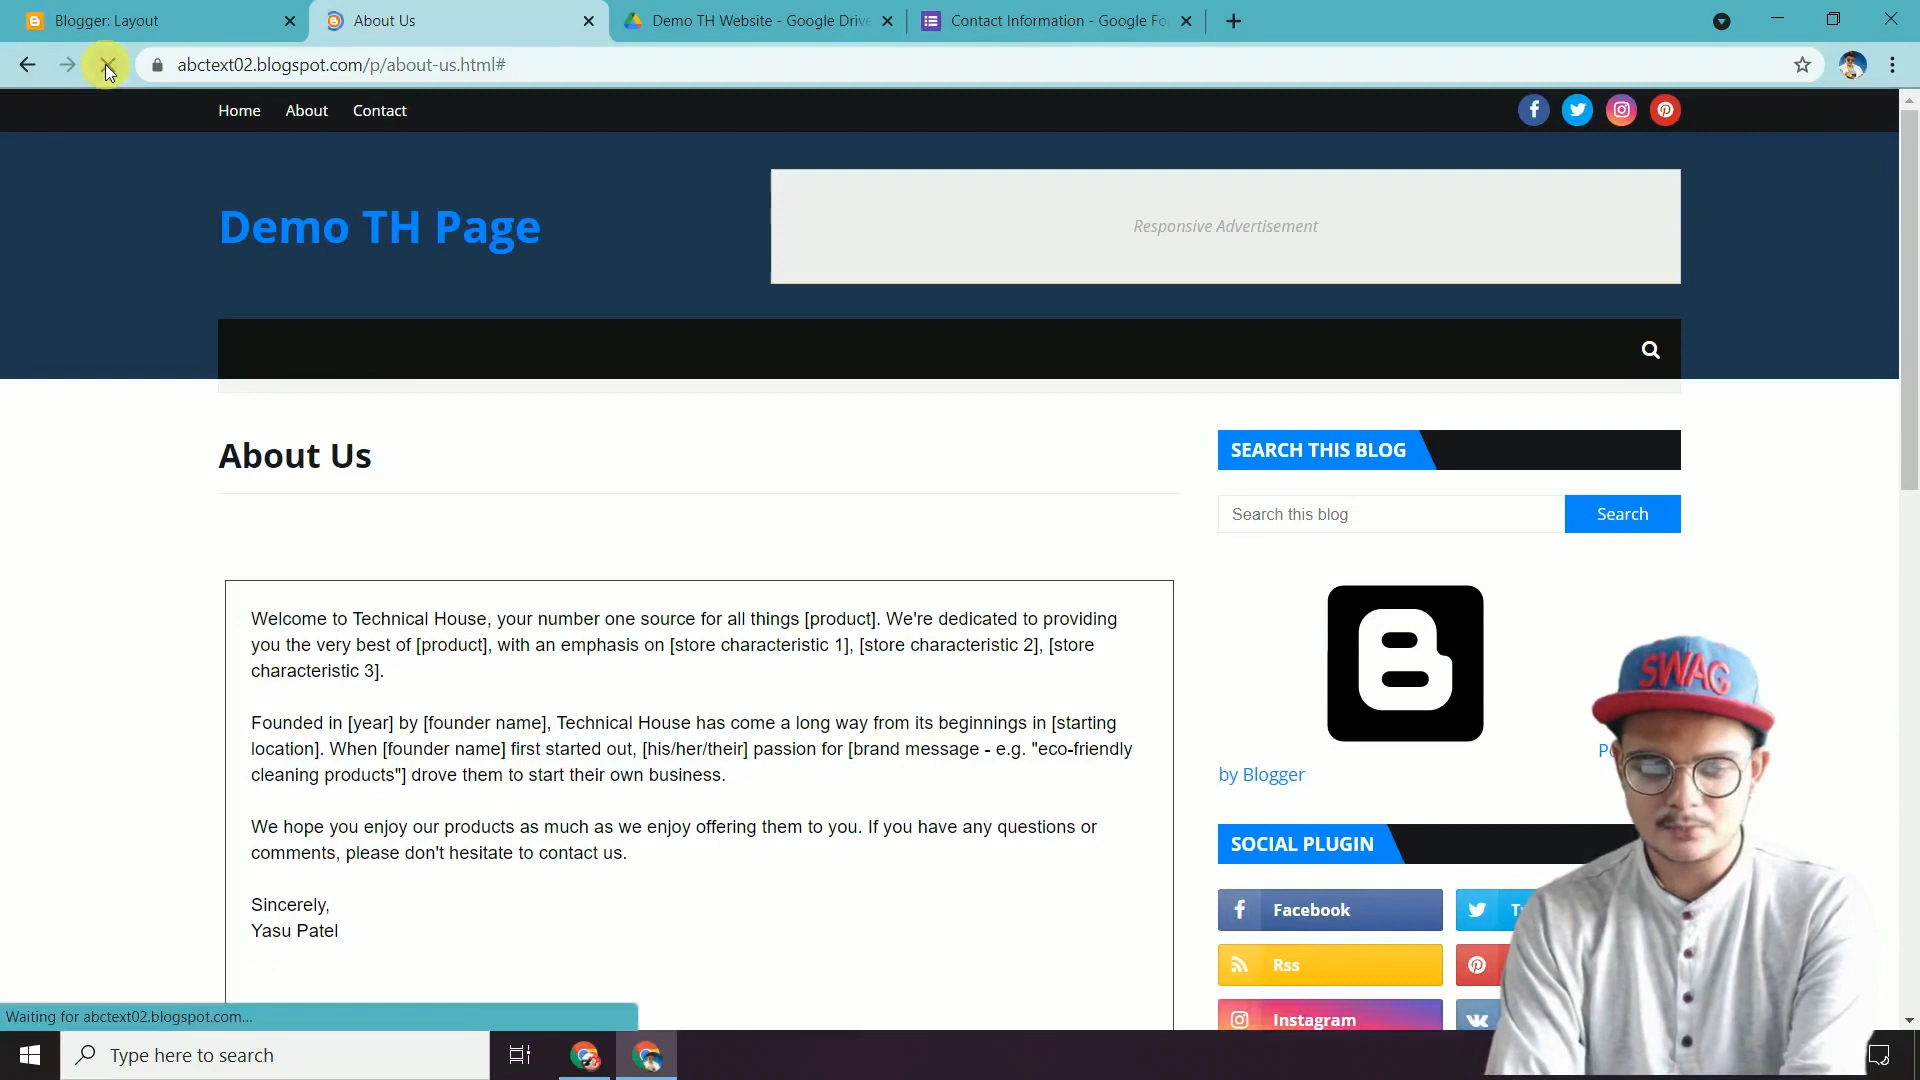 Blogger: Layout
About Us
Demo TH Website - Google Drive
Contact Information - Google Fo
abctext02.blogspot.com/p/about-us.html#
Home About Contact
Demo TH Page
Responsive Advertisement
About Us
SEARCH THIS BLOG
Search this blog
Search
Welcome to Technical House, your number one source for all things [product]. We're dedicated to providing
you the very best of [product], with an emphasis on [store characteristic 1], [store characteristic 2], [store
characteristic 3].
Founded in [year] by [founder name], Technical House has come a long way from its beginnings in [starting
location]. When [founder name] first started out, [his/her/their] passion for [brand message - e.g. "eco-friendly
cleaning products"] drove them to start their own business.
We hope you enjoy our products as much as we enjoy offering them to you. If you have any questions or
comments, please don't hesitate to contact us.
Sincerely,
Yasu Patel
by Blogger
SOCIAL PLUGIN
Facebook
Rss
Instagram
SWAG
Waiting for abctext02.blogspot.com...
Type here to search